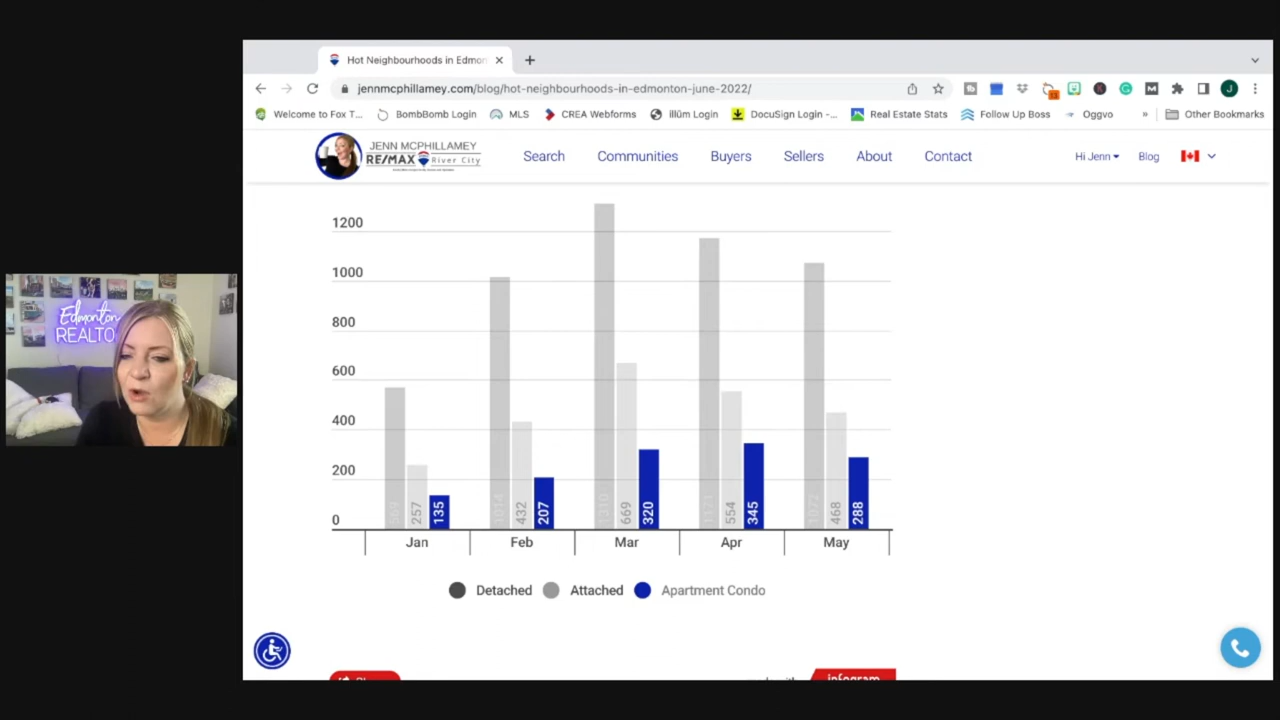 Hot Neighbourhoods in Edmon
jennmcphillamey.com/blog/hot-neighbourhoods-in-edmonton-june-2022/
Welcome to Fox T... BombBomb Login MLS CREA Webforms illüm Login DocuSign Login -... Real Estate Stats Follow Up Boss Oggvo » Other Bookmarks
JENN MCPHILLAMEY
RE/MAX River City
Search Communities Buyers Sellers About Contact Hi Jenn Blog
Edmonton
REALTO
1200
1000
800
600
400
200
0
257 135 432 207 669 320 554 345 468 288
Jan Feb Mar Apr May
Detached Attached Apartment Condo
infogram